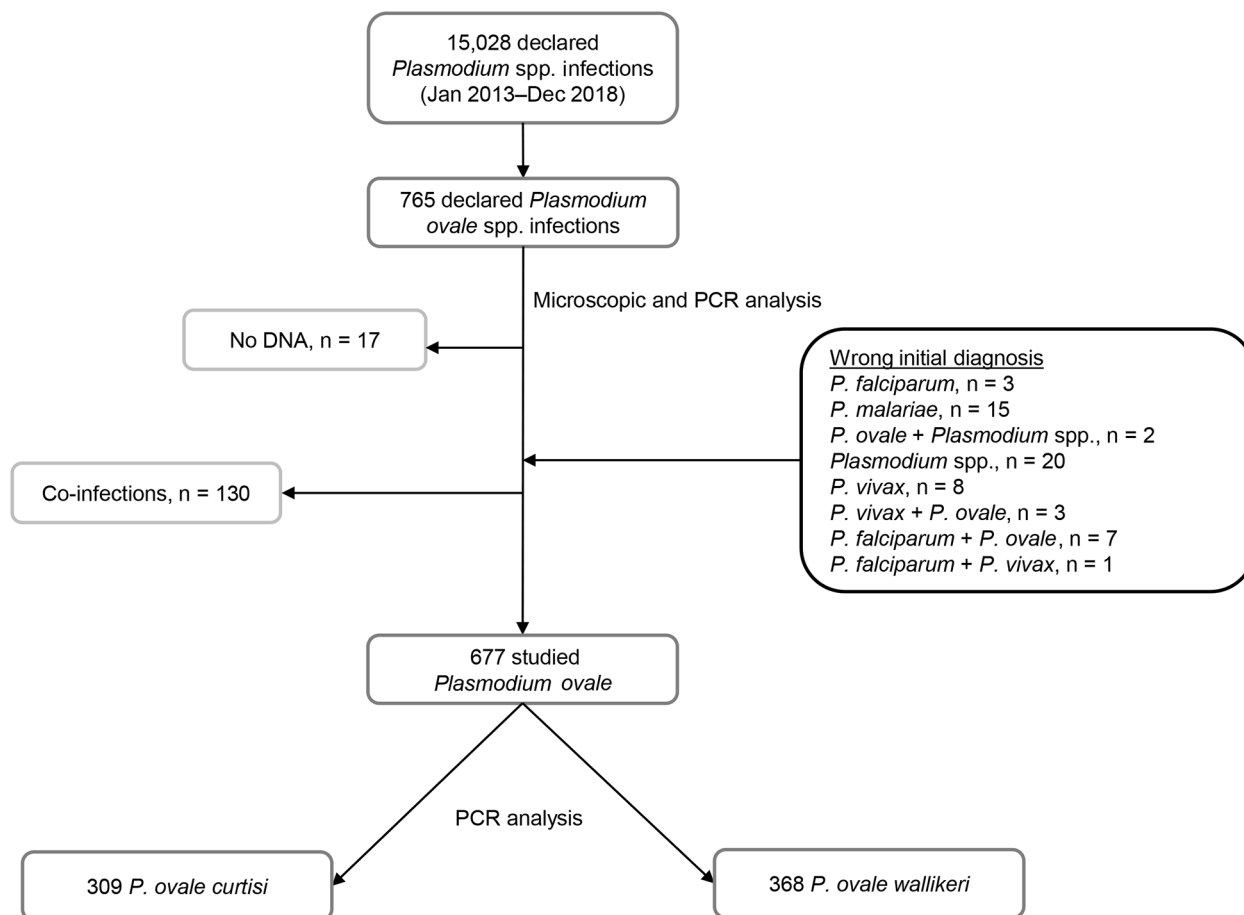 15,028 declared
Plasmodium spp. infections
(Jan 2013–Dec 2018)
765 declared Plasmodium
ovale spp. infections
Microscopic and PCR analysis
No DNA, n = 17
Wrong initial diagnosis
P. falciparum, n = 3
P. malariae, n = 15
P. ovale + Plasmodium spp., n = 2
Plasmodium spp., n = 20
P. vivax, n = 8
P. vivax + P. ovale, n = 3
P. falciparum + P. ovale, n = 7
P. falciparum + P. vivax, n = 1
Co-infections, n = 130
677 studied
Plasmodium ovale
PCR analysis
309 P. ovale curtisi
368 P. ovale wallikeri